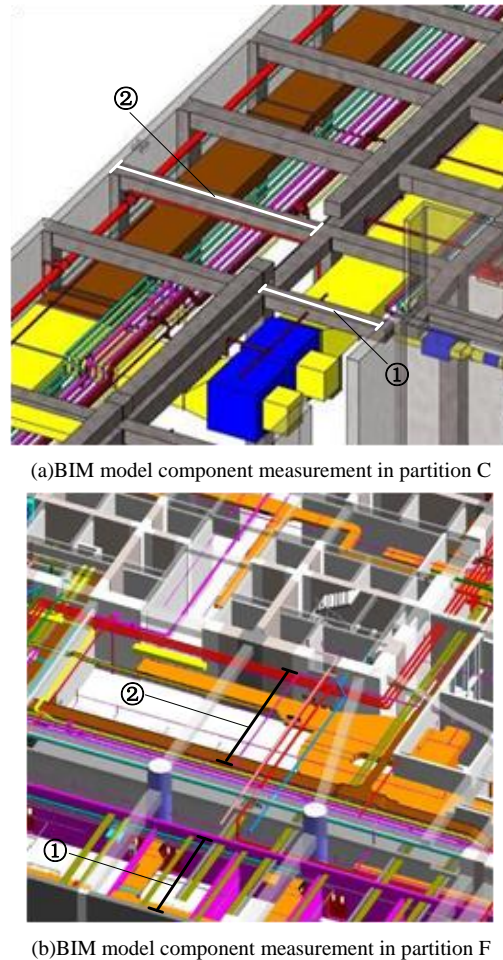 ②
①
(a)BIM model component measurement in partition C
②
①
(b)BIM model component measurement in partition F